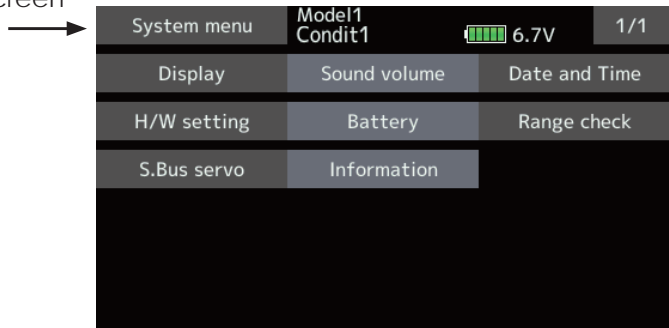 creen
System menu Model1 Condit1 6.7V 1/1
Display Sound volume Date and Time
H/W setting Battery Range check
S.Bus servo Information